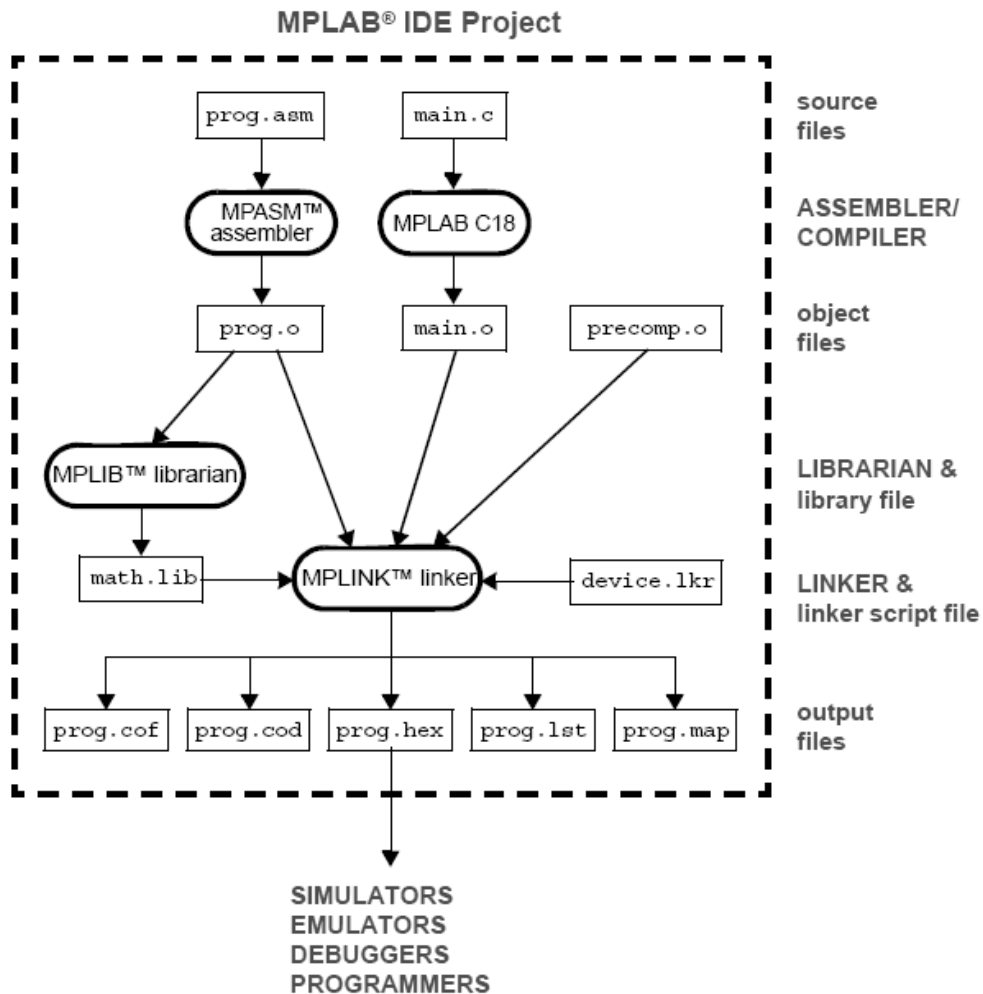 MPLAB® IDE Project
prog.asm
main.c
source
files
MPASM™
assembler
MPLAB C18
ASSEMBLER/
COMPILER
prog.o
main.o
precomp.o
object
files
MPLIB™ librarian
LIBRARIAN &
library file
math.lib
MPLINK™ linker
device.lkr
LINKER &
linker script file
prog.cof
prog.cod
prog.hex
prog.lst
prog.map
output
files
SIMULATORS
EMULATORS
DEBUGGERS
PROGRAMMERS